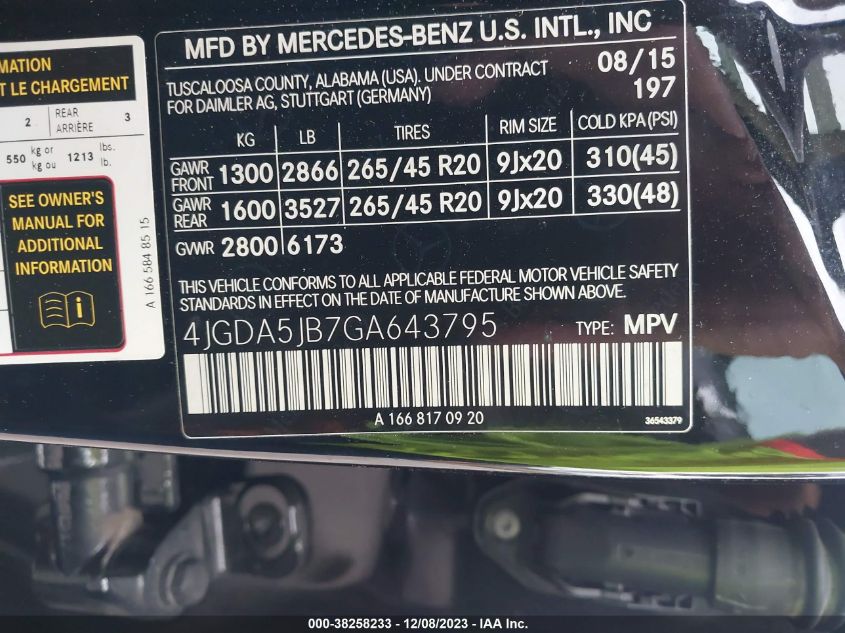 MATION
T LE CHARGEMENT
2 REAR ARRIÈRE 3
550 kg or kg ou 1213 lbs. lb.
SEE OWNER'S
MANUAL FOR
ADDITIONAL
INFORMATION
i
A 166 584 85 15
MFD BY MERCEDES-BENZ U.S. INTL., INC
TUSCALOOSA COUNTY, ALABAMA (USA). UNDER CONTRACT 08/15
FOR DAIMLER AG, STUTTGART (GERMANY) 197
KG LB TIRES RIM SIZE COLD KPA(PSI)
GAWR FRONT 1300 2866 265/45 R20 9Jx20 310(45)
GAWR REAR 1600 3527 265/45 R20 9Jx20 330(48)
GVWR 2800 6173
THIS VEHICLE CONFORMS TO ALL APPLICABLE FEDERAL MOTOR VEHICLE SAFETY
STANDARDS IN EFFECT ON THE DATE OF MANUFACTURE SHOWN ABOVE.
4JGDA5JB7GA643795 TYPE: MPV
A 166 817 09 20 36543379
000-38258233 - 12/08/2023 - IAA Inc.